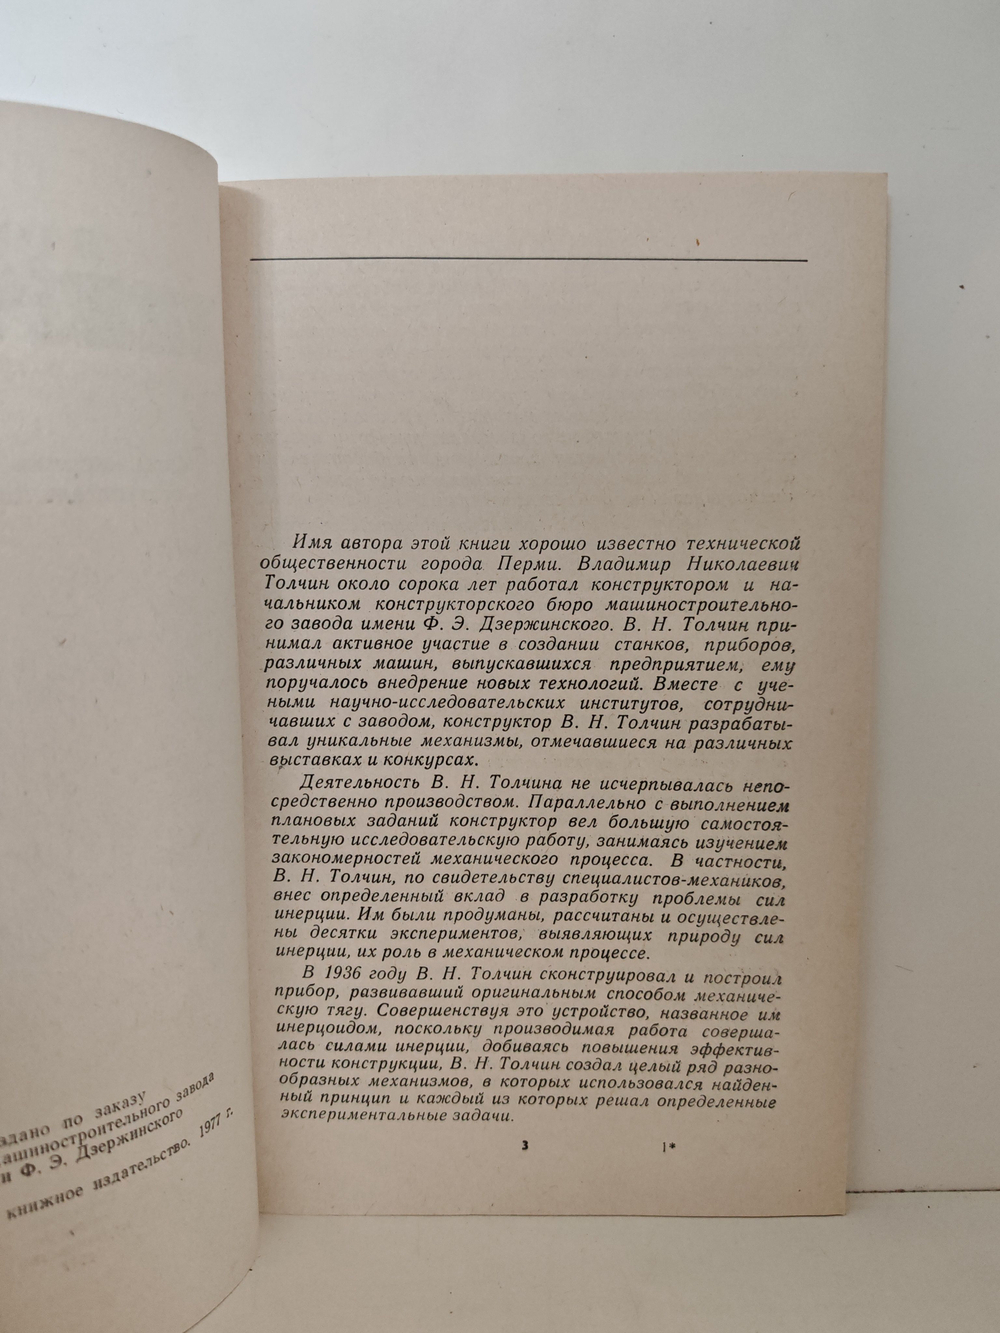 по заказу
машиностроительного завода
Ф. Э. Дзержинского
книжное издательство. 1977 г.
Имя автора этой книги хорошо известно технической
общественности города Перми. Владимир Николаевич
Толчин около сорока лет работал конструктором и на-
чальником конструкторского бюро машиностроительно-
го завода имени Ф. Э. Дзержинского. В. Н. Толчин при-
нимал активное участие в создании станков, приборов,
различных машин, выпускавшихся предприятием, ему
поручалось внедрение новых технологий. Вместе с уче-
ными научно-исследовательских институтов, сотрудни-
чавших с заводом, конструктор В. Н. Толчин разрабаты-
вал уникальные механизмы, отмечавшиеся на различных
выставках и конкурсах.
Деятельность В. Н. Толчина не исчерпывалась непо-
средственно производством. Параллельно с выполнением
плановых заданий конструктор вел большую самостоя-
тельную исследовательскую работу, занимаясь изучением
закономерностей механического процесса. В частности,
В. Н. Толчин, по свидетельству специалистов-механиков,
внес определенный вклад в разработку проблемы сил
инерции. Им были продуманы, рассчитаны и осуществле-
ны десятки экспериментов, выявляющих природу сил
инерции, их роль в механическом процессе.
В 1936 году В. Н. Толчин сконструировал и построил
прибор, развивавший оригинальным способом механиче-
скую тягу. Совершенствуя это устройство, названное им
инерцоидом, поскольку производимая работа соверша-
лась силами инерции, добиваясь повышения эффектив-
ности конструкции, В. Н. Толчин создал целый ряд разно-
образных механизмов, в которых использовался найден-
ный принцип и каждый из которых решал определенные
экспериментальные задачи.
3 1*